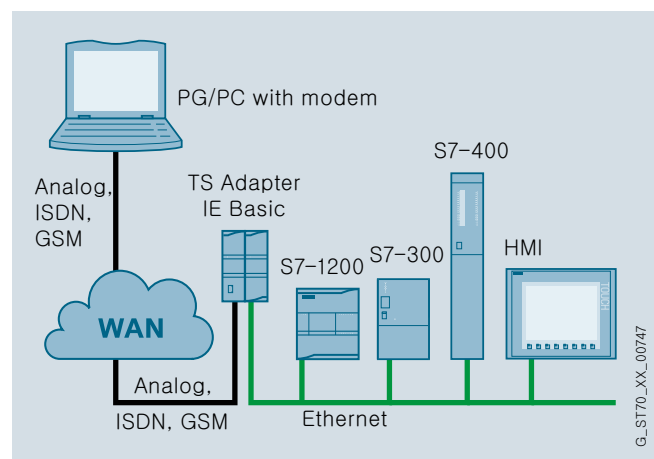 PG/PC with modem
Analog,
ISDN,
GSM
TS Adapter
IE Basic
S7-1200
S7-300
S7-400
HMI
WAN
Analog,
ISDN, GSM
Ethernet
G_ST70_XX_00747